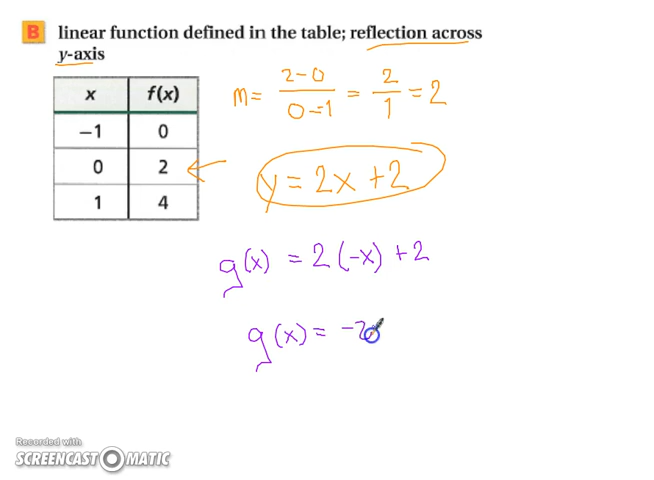 B linear function defined in the table; reflection across
y-axis
x f(x)
−1 0
0 2
1 4
m = 2-0 / 0--1 = 2 / 1 = 2
y = 2x + 2
g(x) = 2(-x) + 2
g(x) = -2
Recorded with
SCREENCAST-O-MATIC